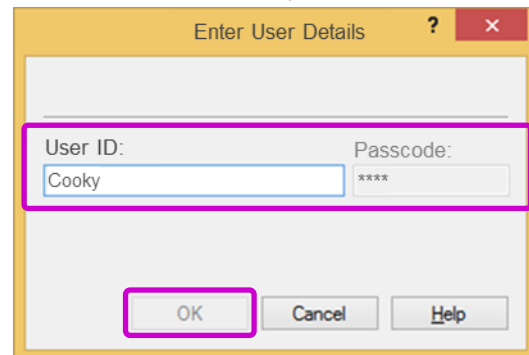 Enter User Details ? ×
User ID: Passcode:
Cooky ****
OK Cancel Help